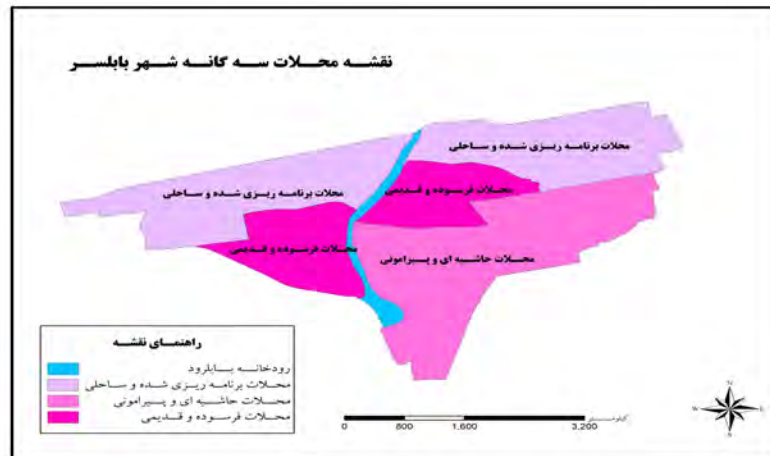 نقشه محلات سه گانه شهر بابلسر
محلات برنامه ریزی شده و ساحلی
محلات برنامه ریزی شده و ساحلی
محلات فرسوده و قدیمی
محلات فرسوده و قدیمی
محلات حاشیه ای و پیرامونی
راهنمای نقشه
رودخانه بابلرود
محلات برنامه ریزی شده و ساحلی
محلات حاشیه ای و پیرامونی
محلات فرسوده و قدیمی
کیلومتر
0 800 1,600 3,200
N
W E
S